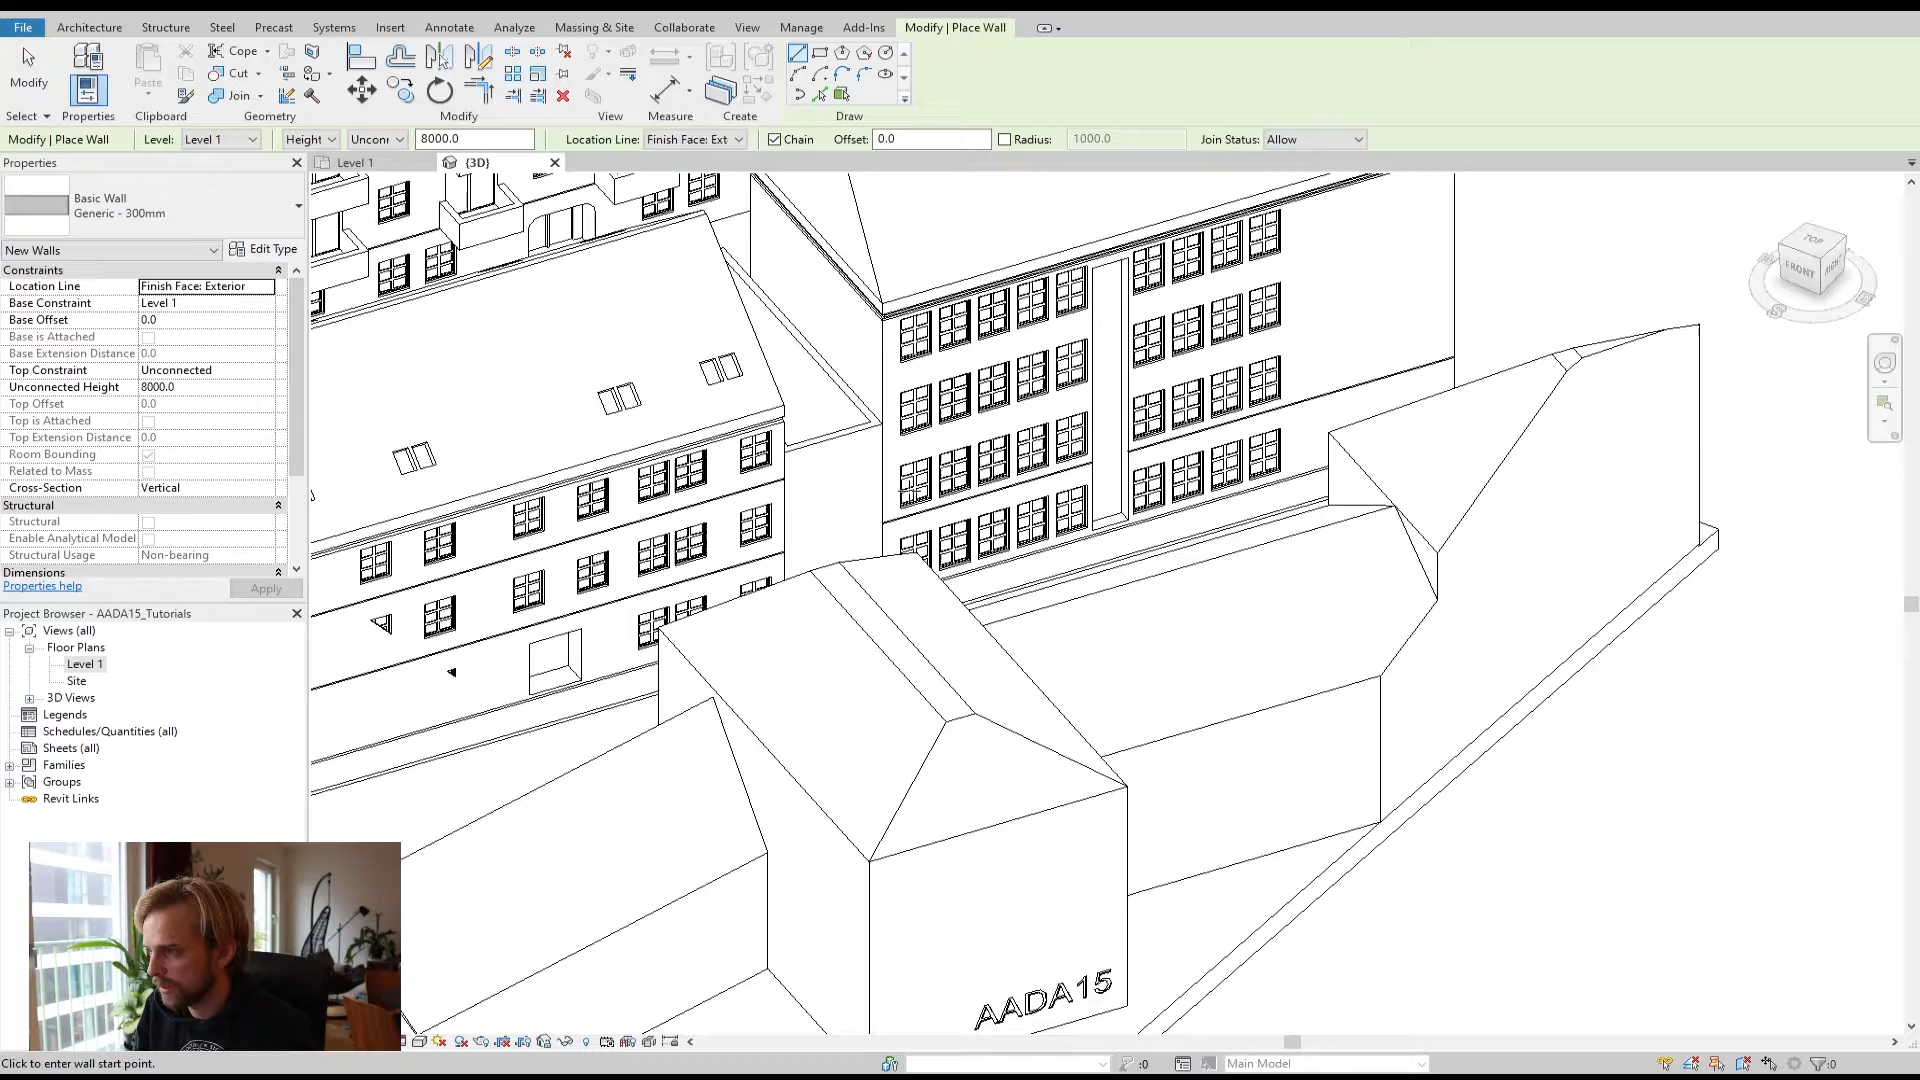 File Architecture Structure Steel Precast Systems Insert Annotate Analyze Massing & Site Collaborate View Manage Add-Ins Modify | Place Wall
Modify
Paste
Cope
Cut
Join
Select Properties Clipboard Geometry Modify View Measure Create Draw
Modify | Place Wall Level: Level 1 Height Unconr 8000.0 Location Line: Finish Face: Ext Chain Offset: 0.0 Radius: 1000.0 Join Status: Allow
Properties
Level 1
{3D}
Basic Wall
Generic - 300mm
New Walls Edit Type
Constraints
Location Line Finish Face: Exterior
Base Constraint Level 1
Base Offset 0.0
Base is Attached
Base Extension Distance 0.0
Top Constraint Unconnected
Unconnected Height 8000.0
Top Offset 0.0
Top is Attached
Top Extension Distance 0.0
Room Bounding
Related to Mass
Cross-Section Vertical
Structural
Structural
Enable Analytical Model
Structural Usage Non-bearing
Dimensions
Properties help Apply
Project Browser - AADA15_Tutorials
Views (all)
Floor Plans
Level 1
Site
3D Views
Legends
Schedules/Quantities (all)
Sheets (all)
Families
Groups
Revit Links
TOP
FRONT
RIGHT
AADA15
Click to enter wall start point.
:0
Main Model
:0